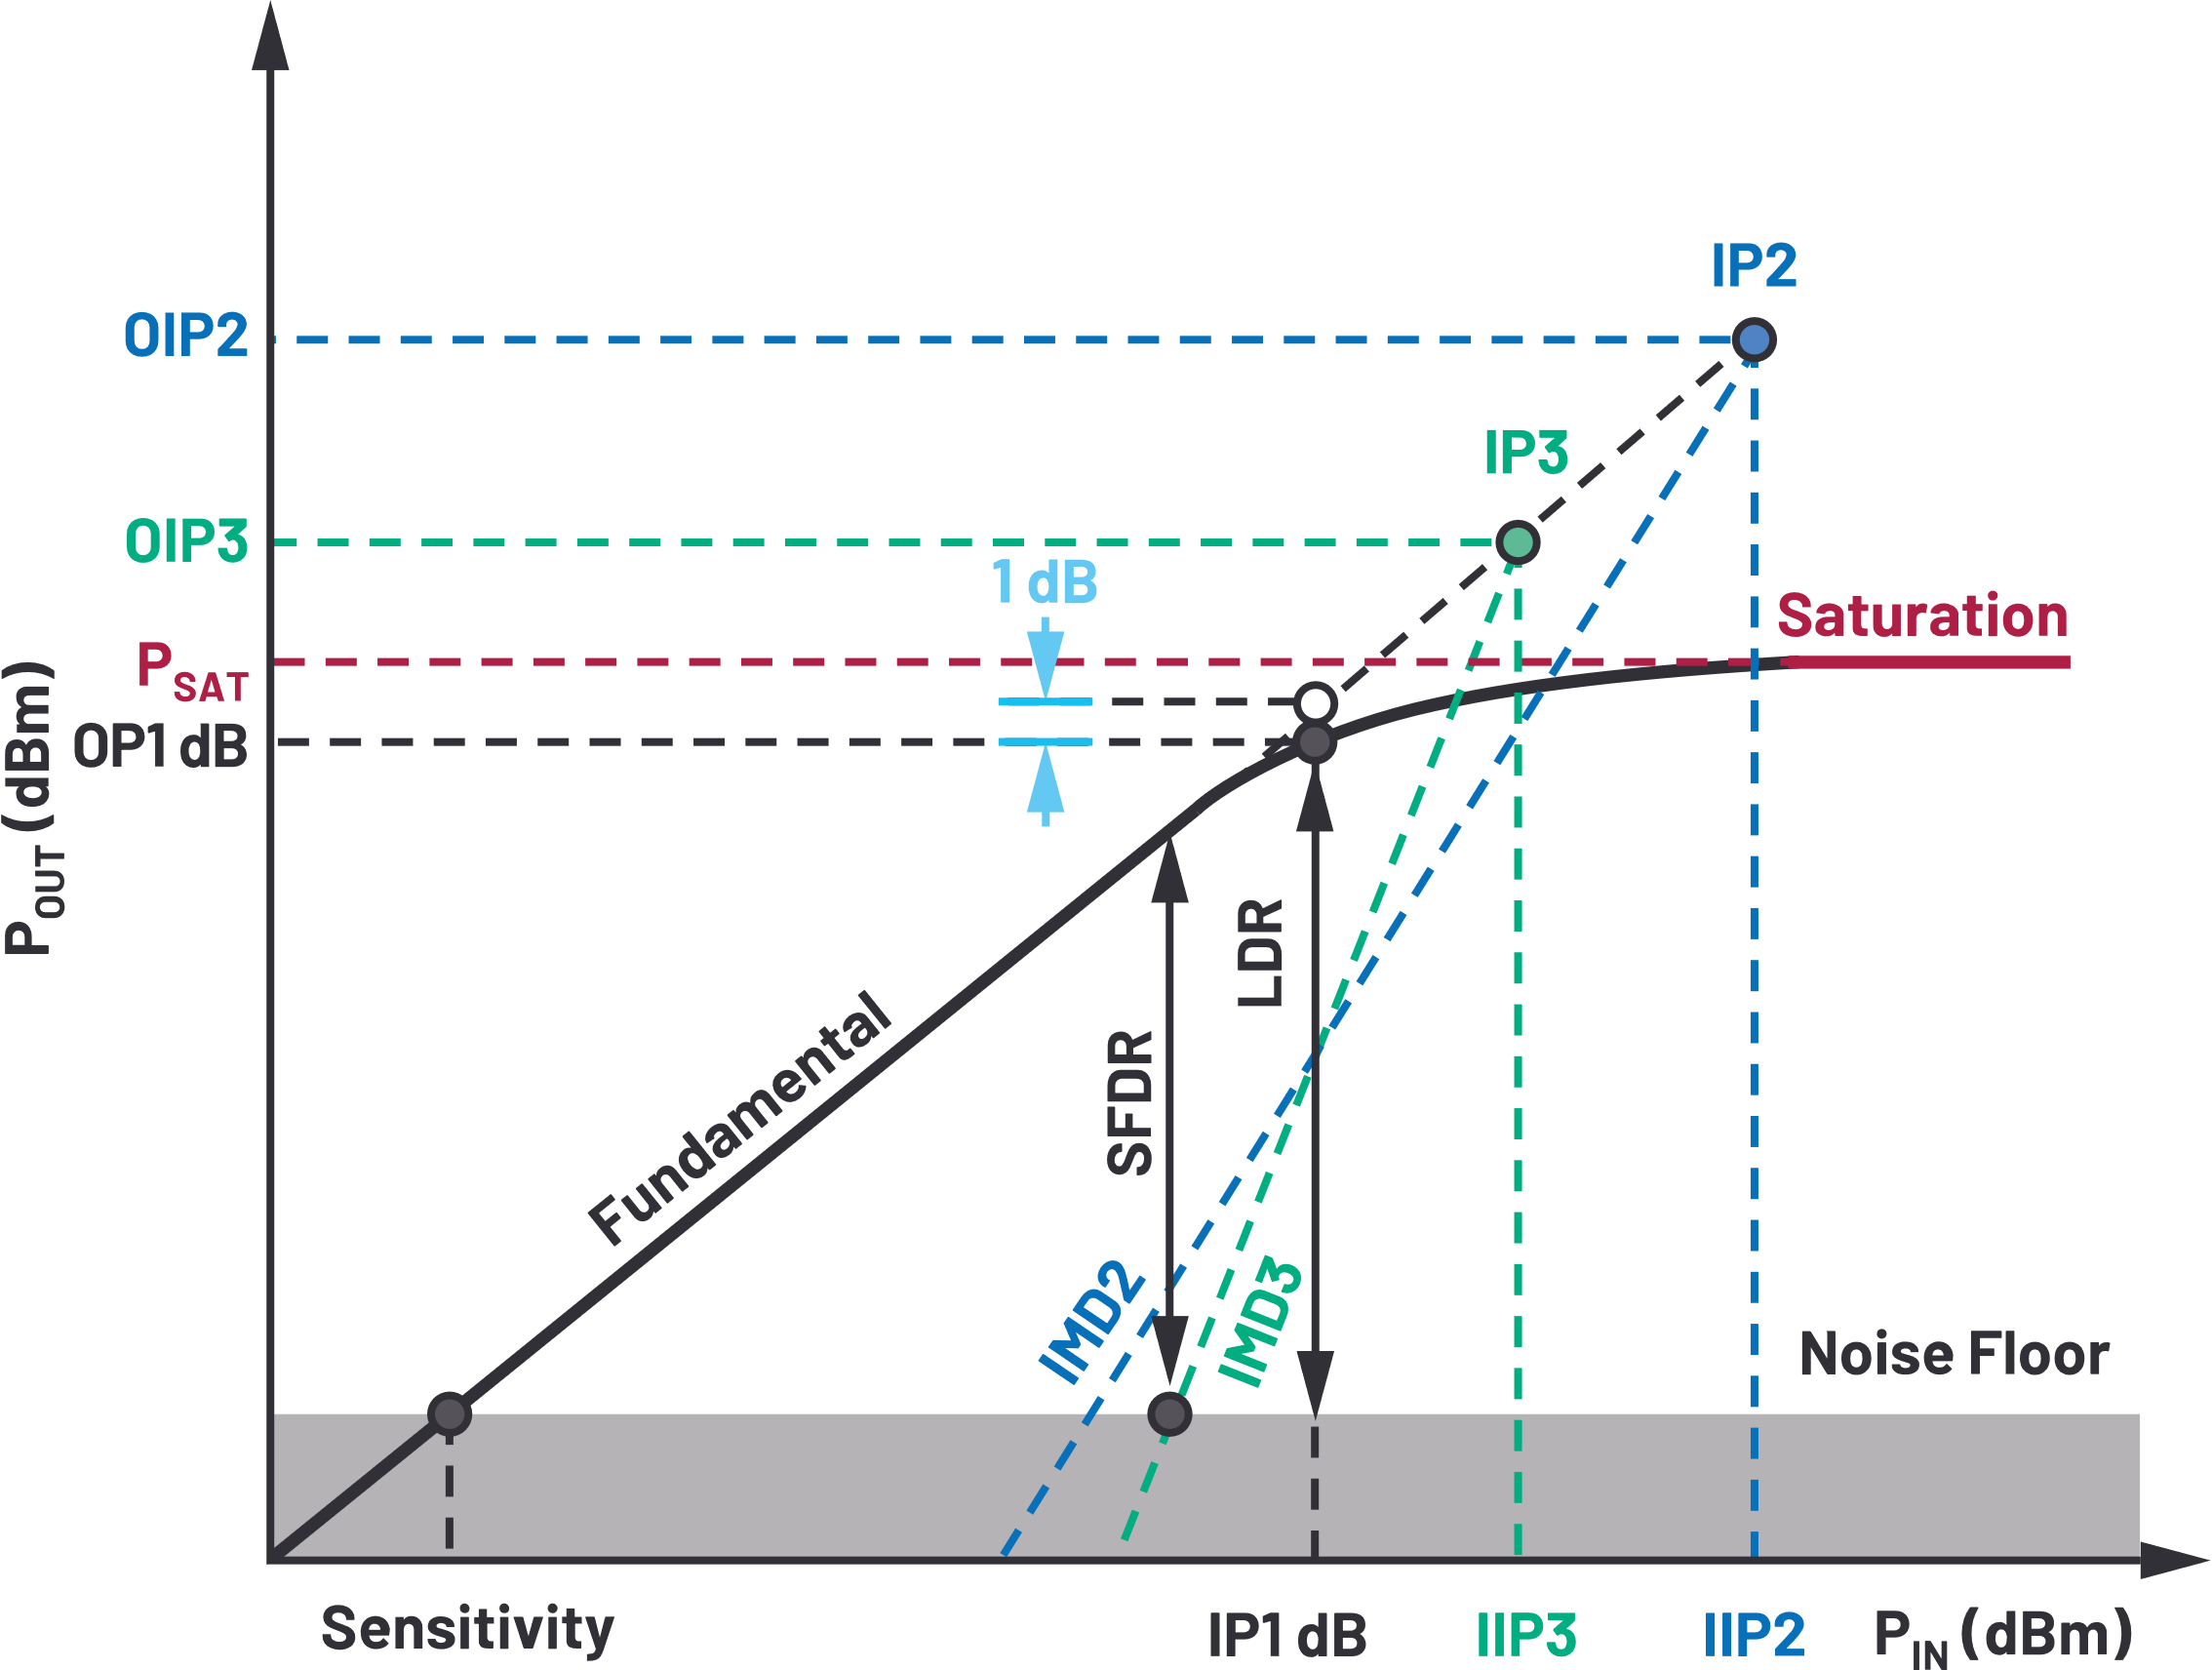 IP2
OIP2
IP3
OIP3
1 dB
Saturation
PSAT
OP1 dB
POUT (dBm)
LDR
Fundamental
SFDR
IMD2
IMD3
Noise Floor
Sensitivity
IP1 dB
IIP3
IIP2
PIN (dBm)